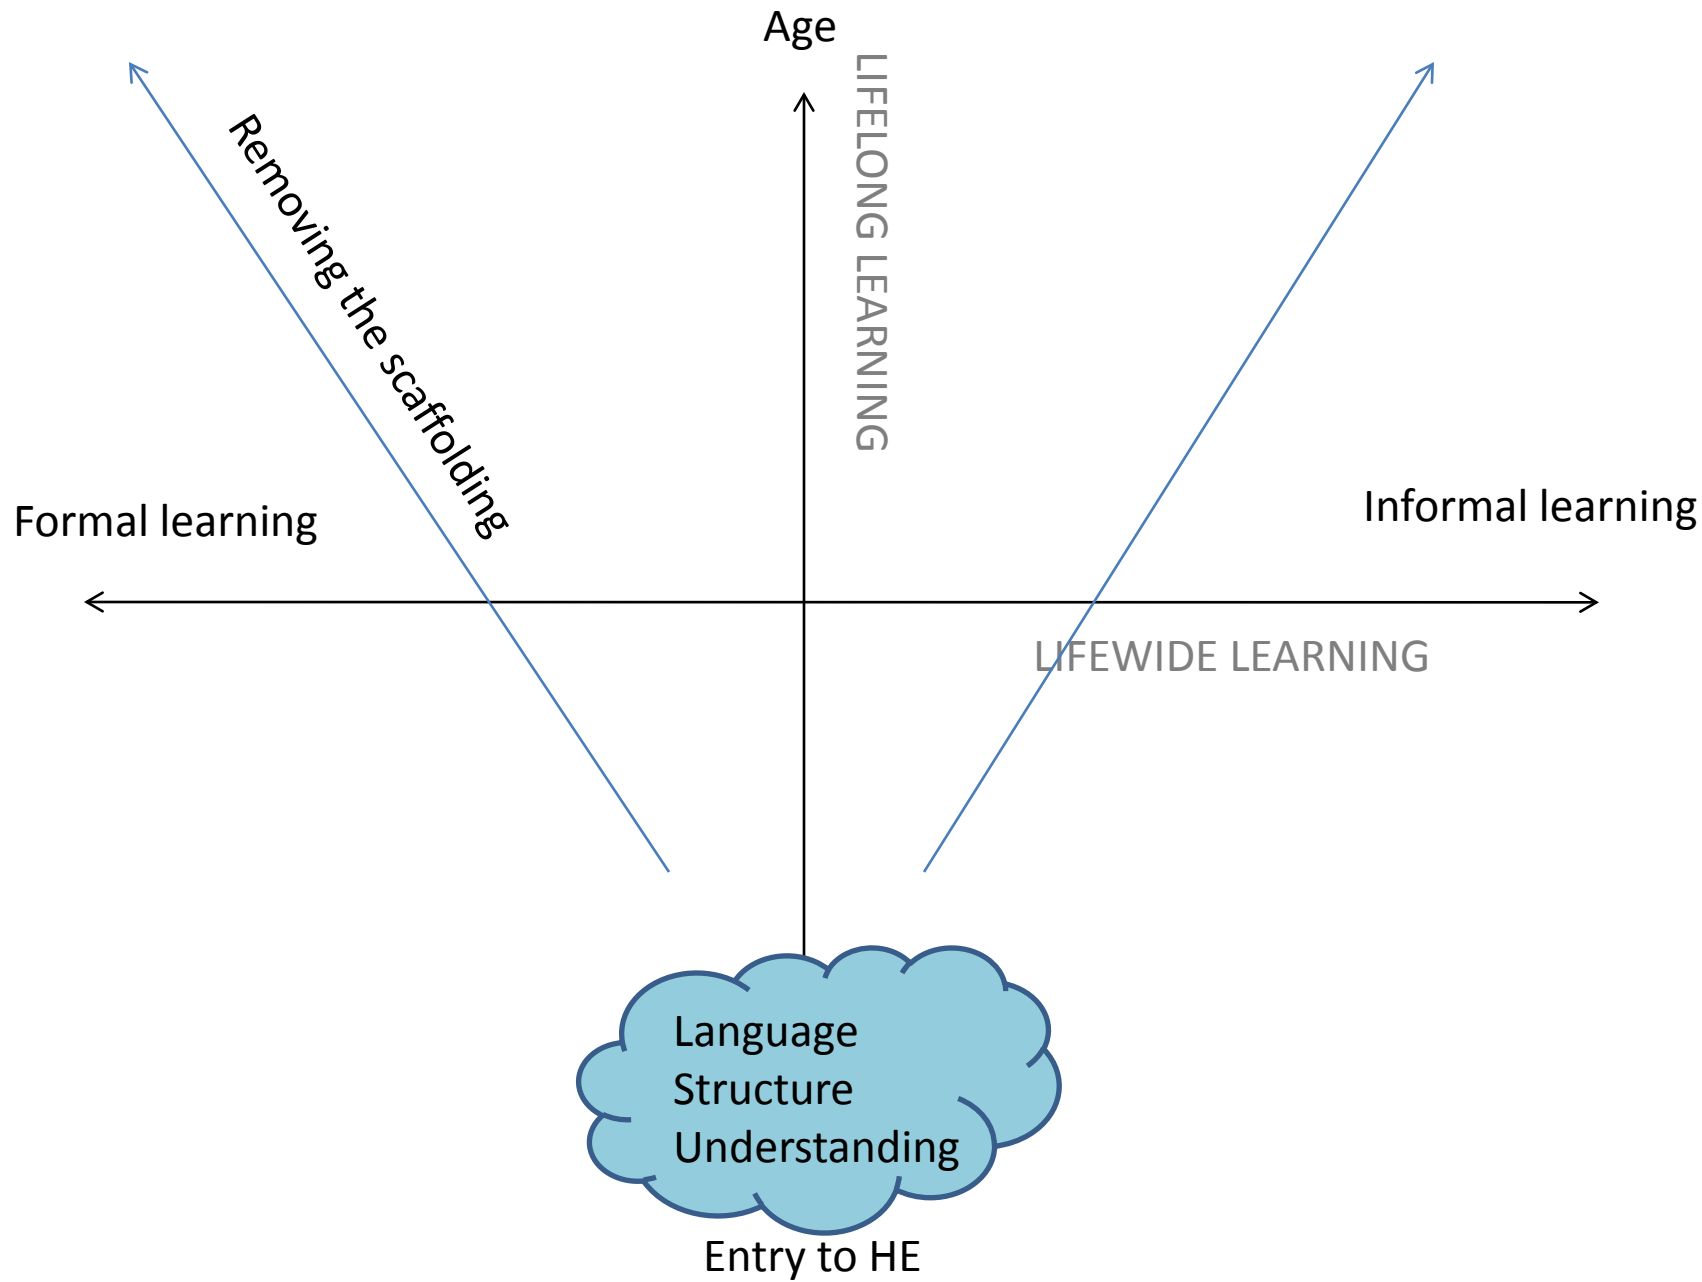 Age
LIFELONG LEARNING
Removing the scaffolding
Formal learning
Informal learning
LIFEWIDE LEARNING
Language
Structure
Understanding
Entry to HE